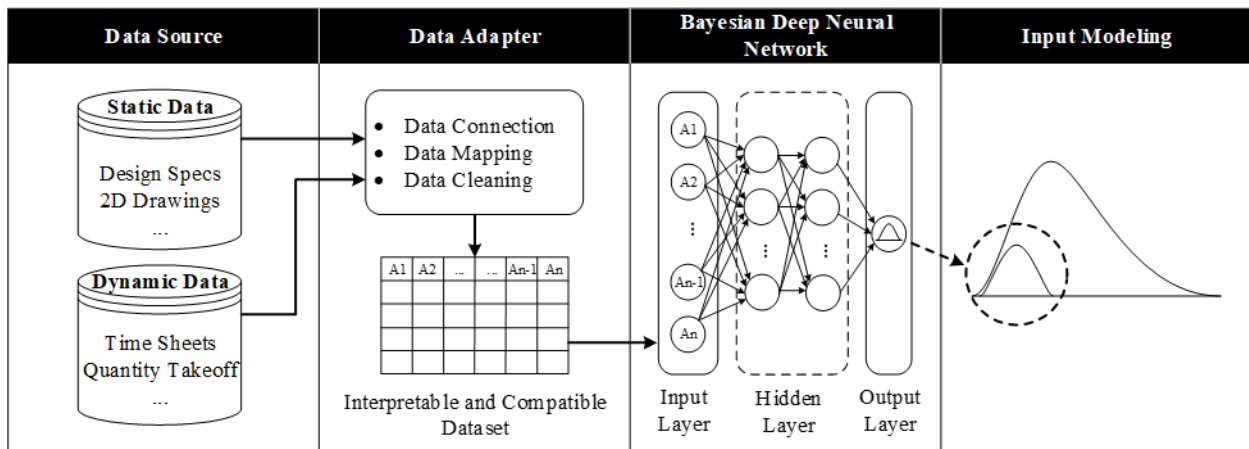 Data Source
Data Adapter
Bayesian Deep Neural
Network
Input Modeling
Static Data
Design Specs
2D Drawings
...
Dynamic Data
Time Sheets
Quantity Takeoff
...
• Data Connection
• Data Mapping
• Data Cleaning
A1 A2 ... ... An-1 An
Interpretable and Compatible
Dataset
A1
A2
...
An-1
An
...
...
Input
Layer
Hidden
Layer
Output
Layer